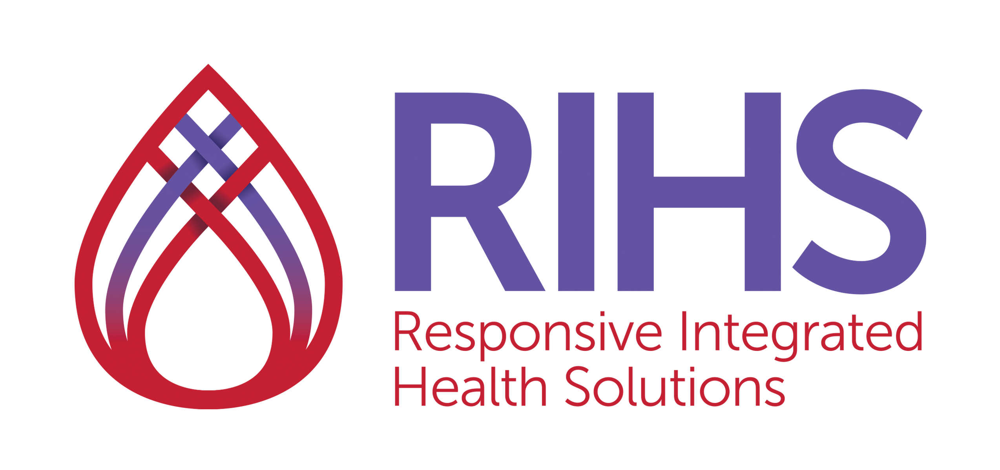 RIHS
Responsive Integrated
Health Solutions